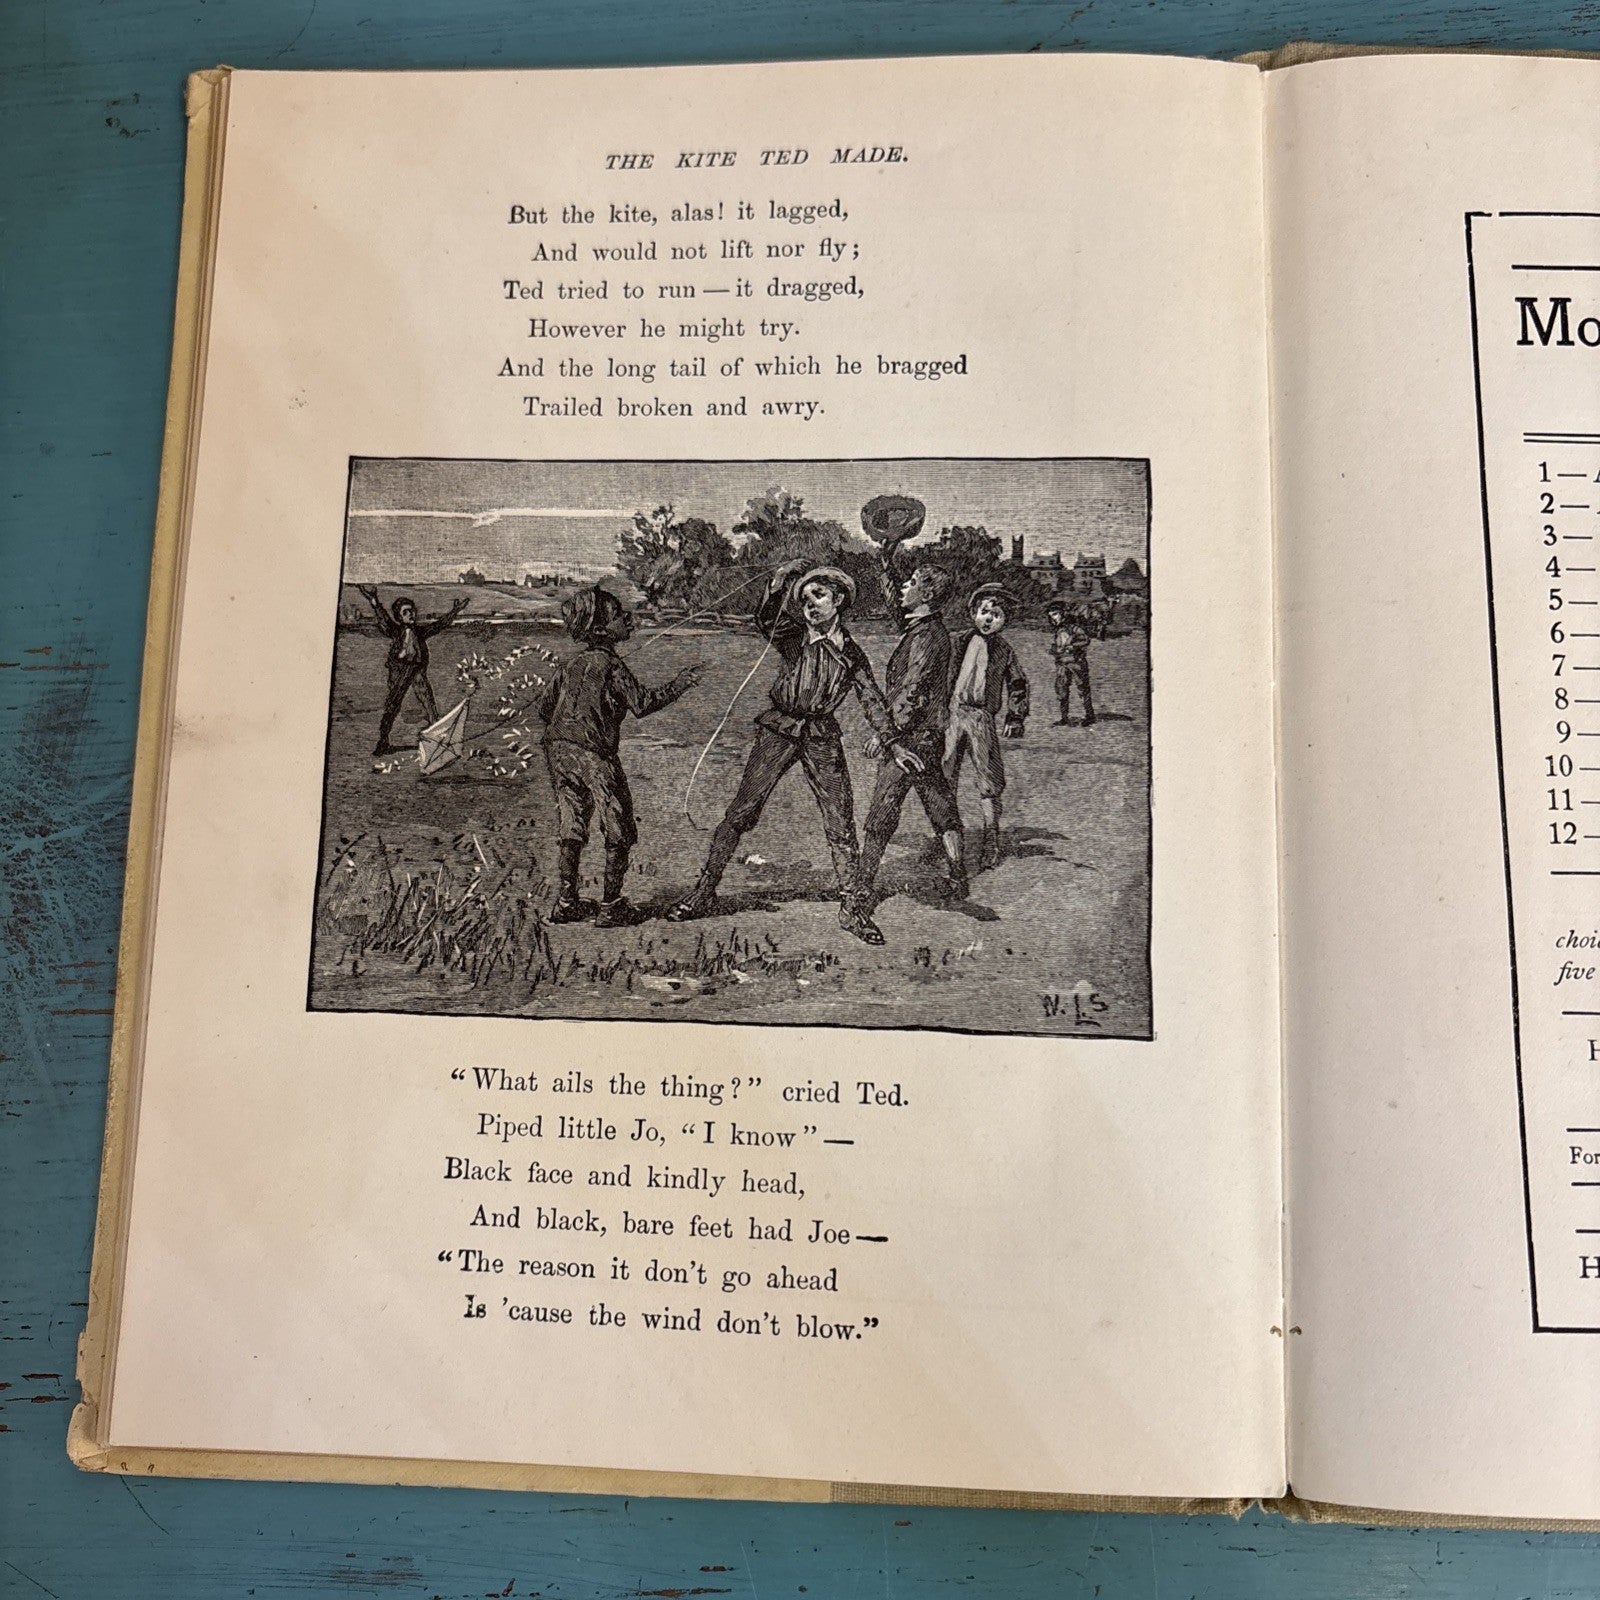 THE KITE TED MADE.
But the kite, alas! it lagged,
And would not lift nor fly;
Ted tried to run — it dragged,
However he might try.
And the long tail of which he bragged
Trailed broken and awry.
W.L.S
“What ails the thing?” cried Ted.
Piped little Jo, “I know” —
Black face and kindly head,
And black, bare feet had Joe —
“The reason it don't go ahead
Is 'cause the wind don't blow.”
Mo
1 —
2 —
3 —
4 —
5 —
6 —
7 —
8 —
9 —
10 —
11 —
12 —
five
For